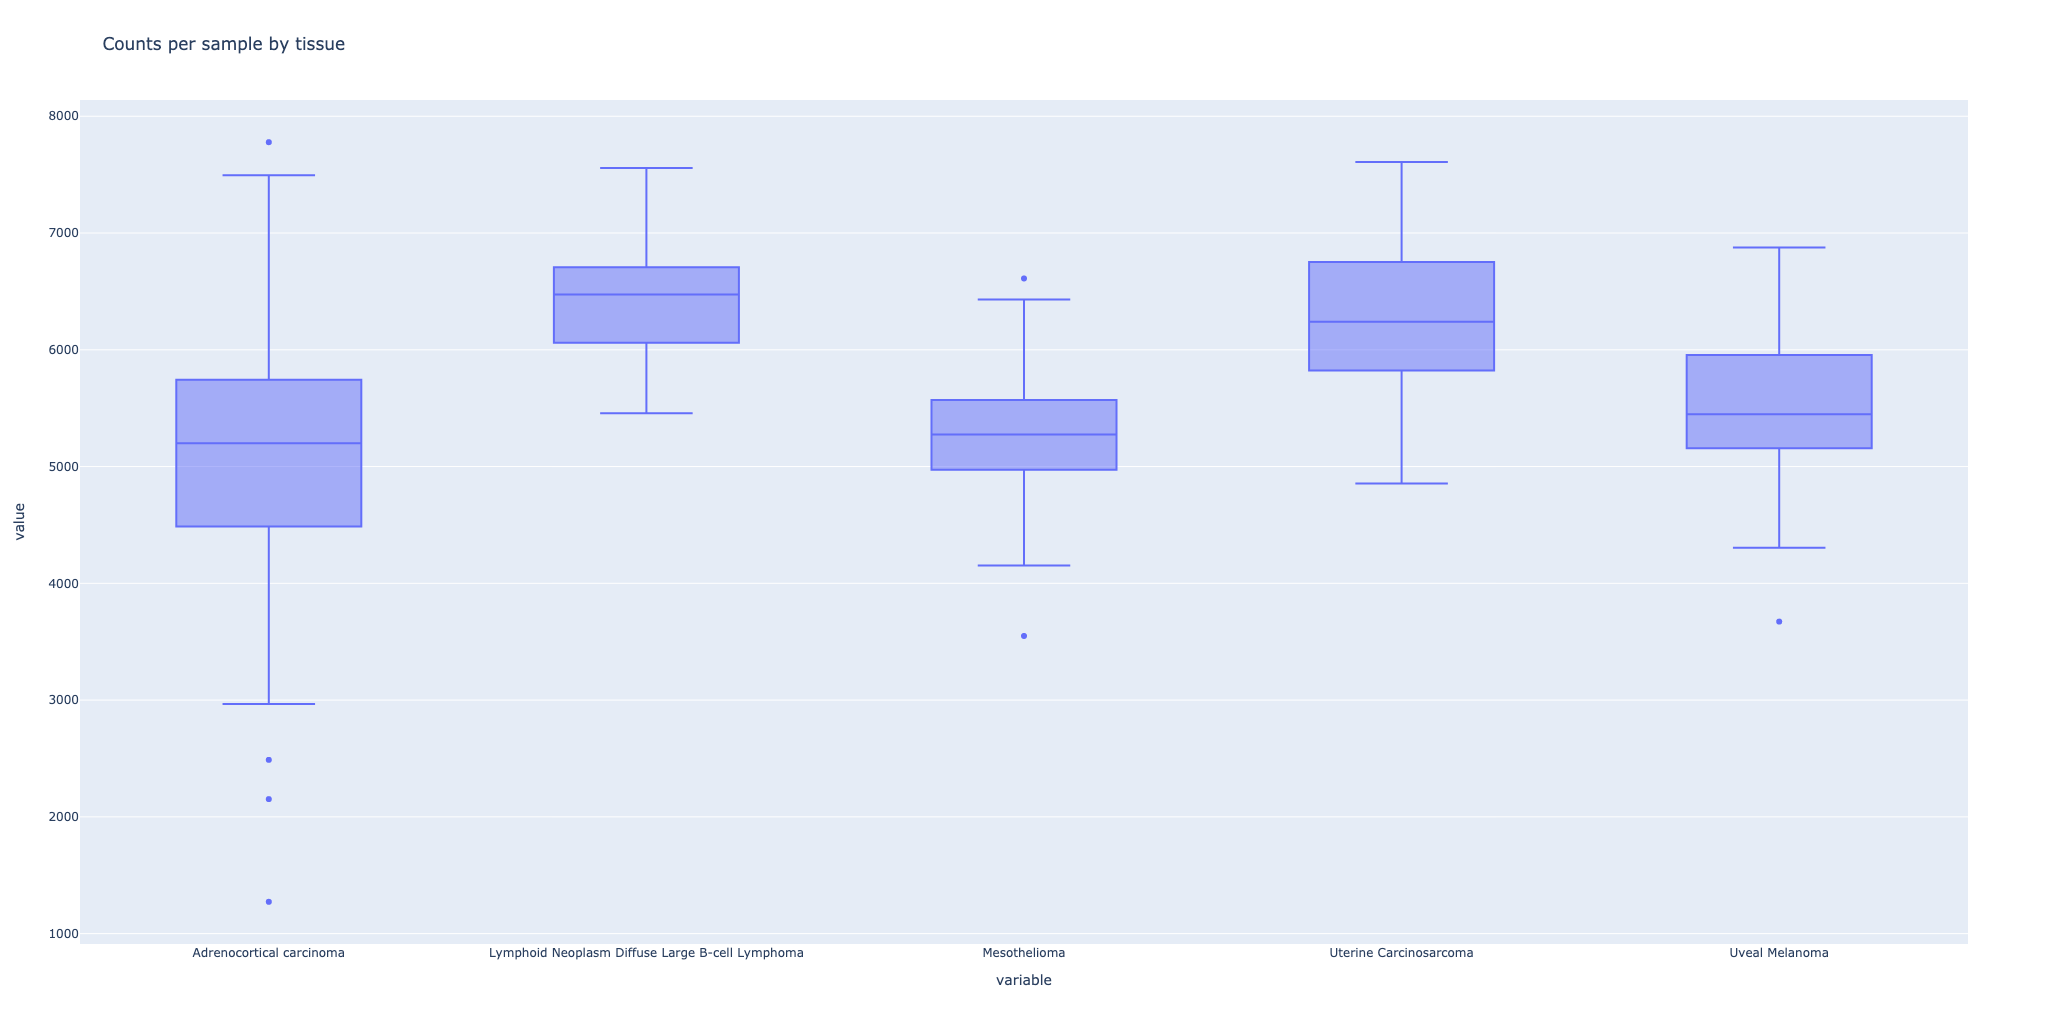 Counts per sample by tissue
8000
7000
6000
5000
4000
3000
2000
1000
value
Adrenocortical carcinoma
Lymphoid Neoplasm Diffuse Large B-cell Lymphoma
Mesothelioma
Uterine Carcinosarcoma
Uveal Melanoma
variable